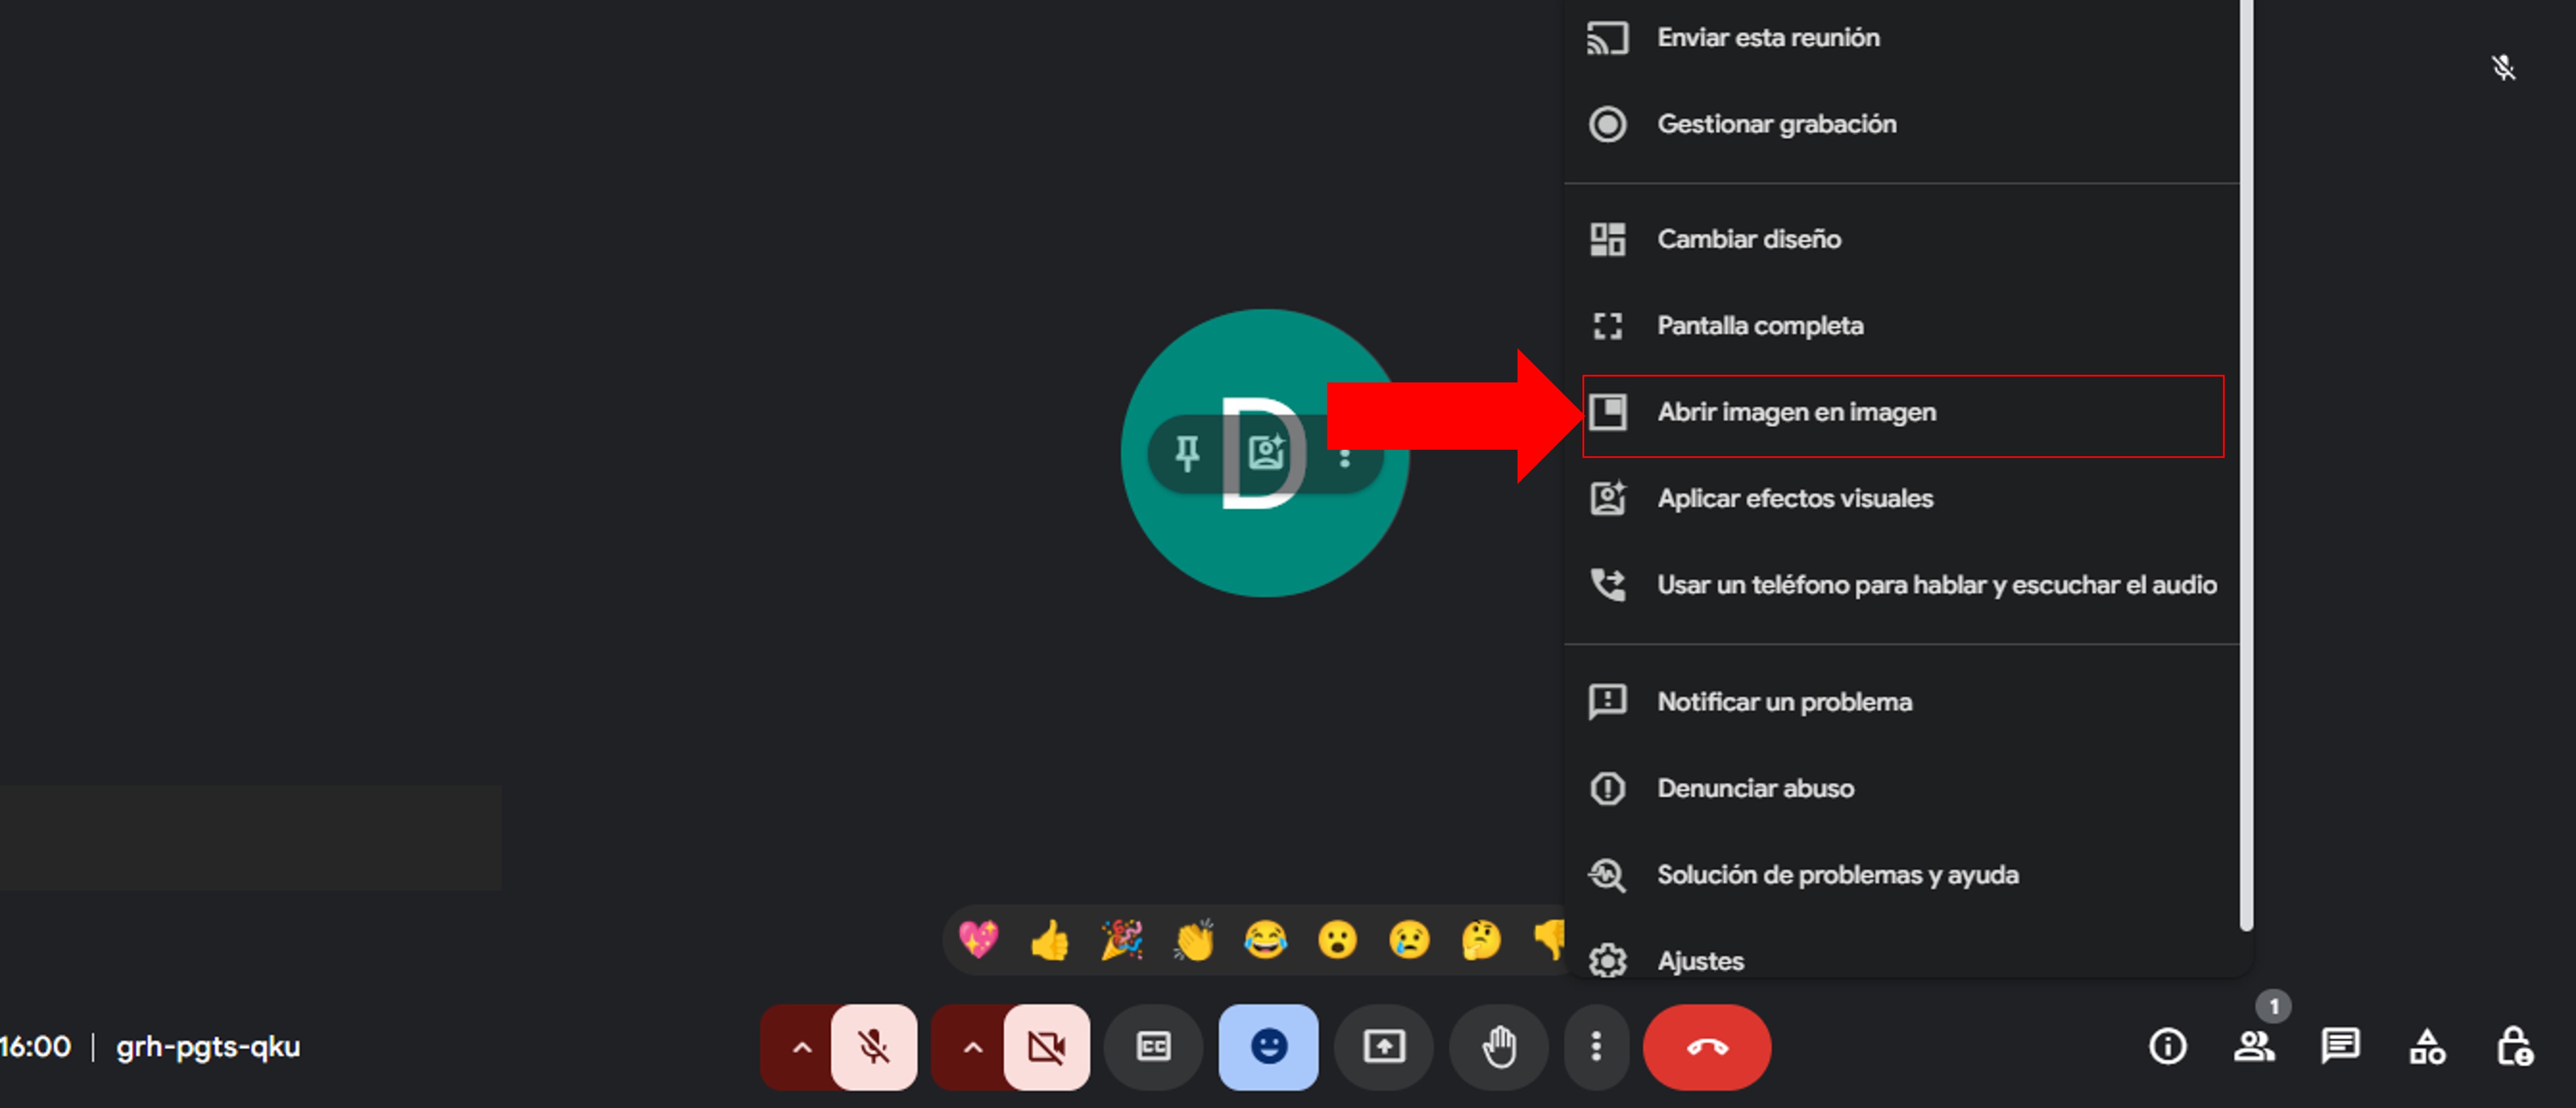 Enviar esta reunión
Gestionar grabación
Cambiar diseño
Pantalla completa
D
Abrir imagen en imagen
Aplicar efectos visuales
Usar un teléfono para hablar y escuchar el audio
Notificar un problema
Denunciar abuso
Solución de problemas y ayuda
Ajustes
16:00 | grh-pgts-qku
CC
1